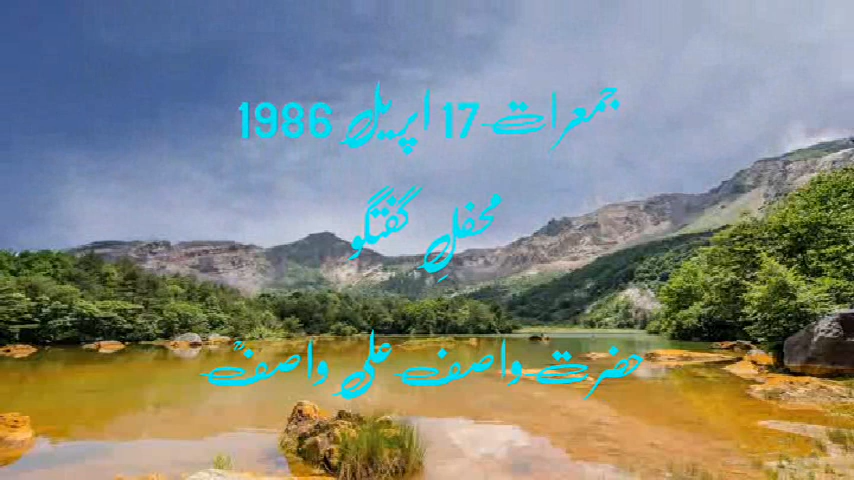 جمعرات 17 اپریل 1986
محفلِ گفتگو
حضرت واصف علی واصفؒ